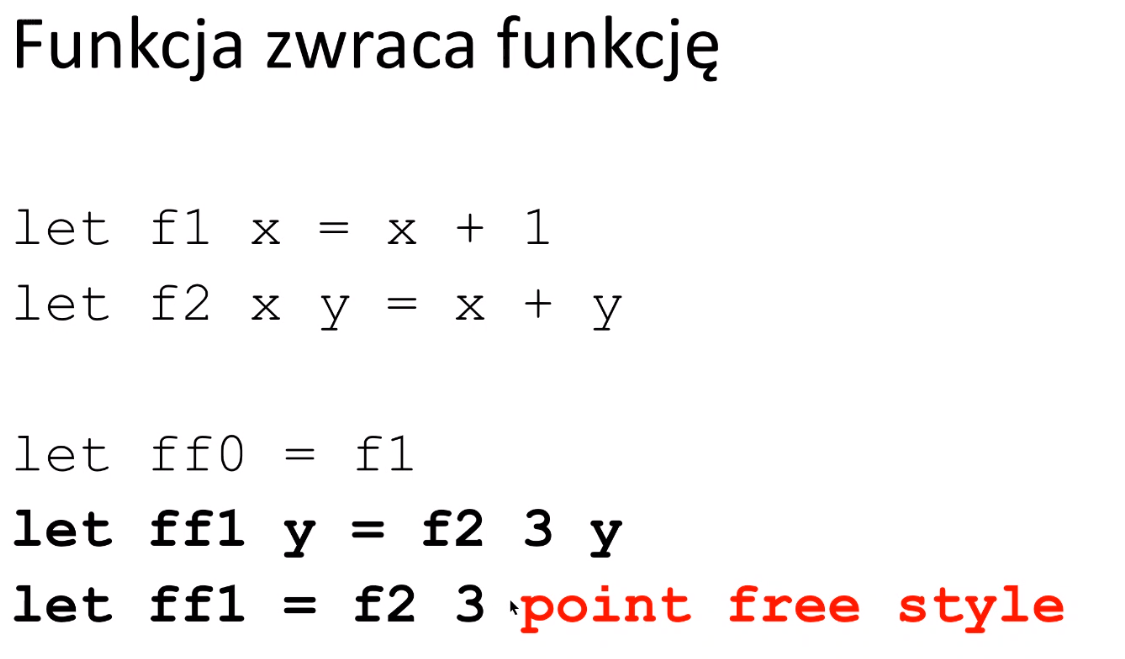 Funkcja zwraca funkcję
let f1 x = x + 1
let f2 x y = x + y
let ff0 = f1
let ff1 y = f2 3 y
let ff1 = f2 3 point free style